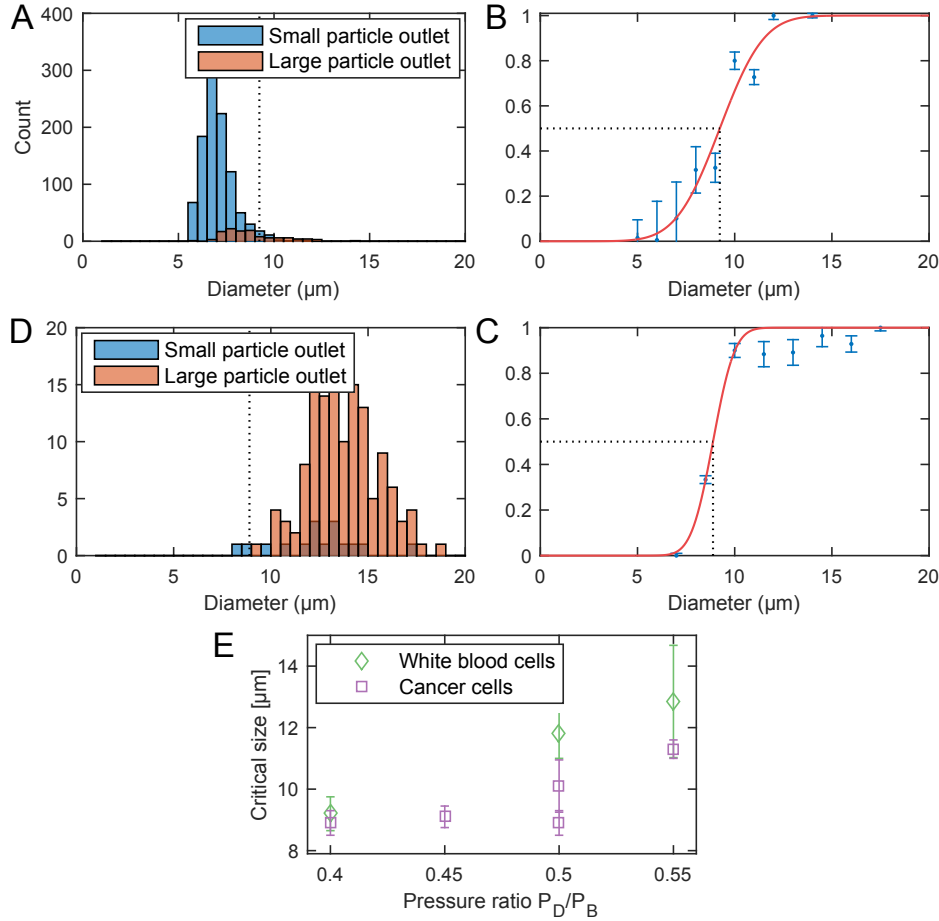 A
Small particle outlet
Large particle outlet
400
300
200
100
0
Count
0 5 10 15 20
Diameter (µm)
B
1
0.8
0.6
0.4
0.2
0
0 5 10 15 20
Diameter (µm)
D
Small particle outlet
Large particle outlet
20
15
10
5
0
0 5 10 15 20
Diameter (µm)
C
1
0.8
0.6
0.4
0.2
0
0 5 10 15 20
Diameter (µm)
E
White blood cells
Cancer cells
14
12
10
8
Critical size [µm]
0.4 0.45 0.5 0.55
Pressure ratio P_D/P_B